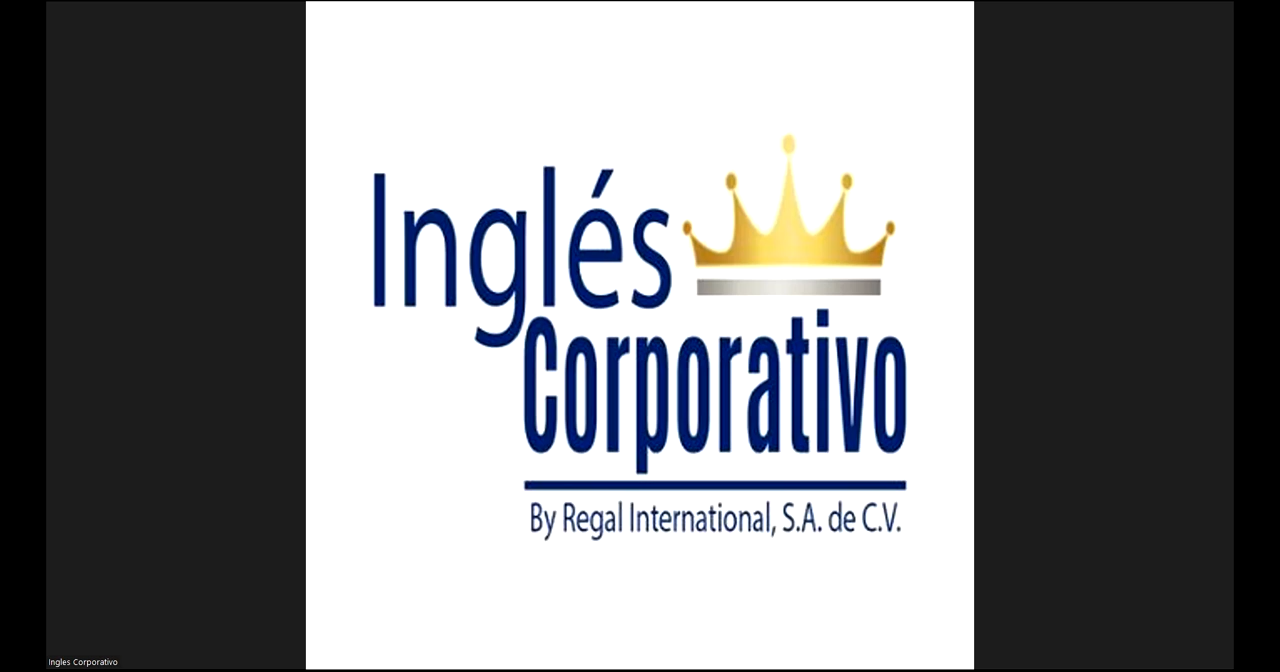 Inglés
Corporativo
By Regal International, S.A. de C.V.
Ingles Corporativo